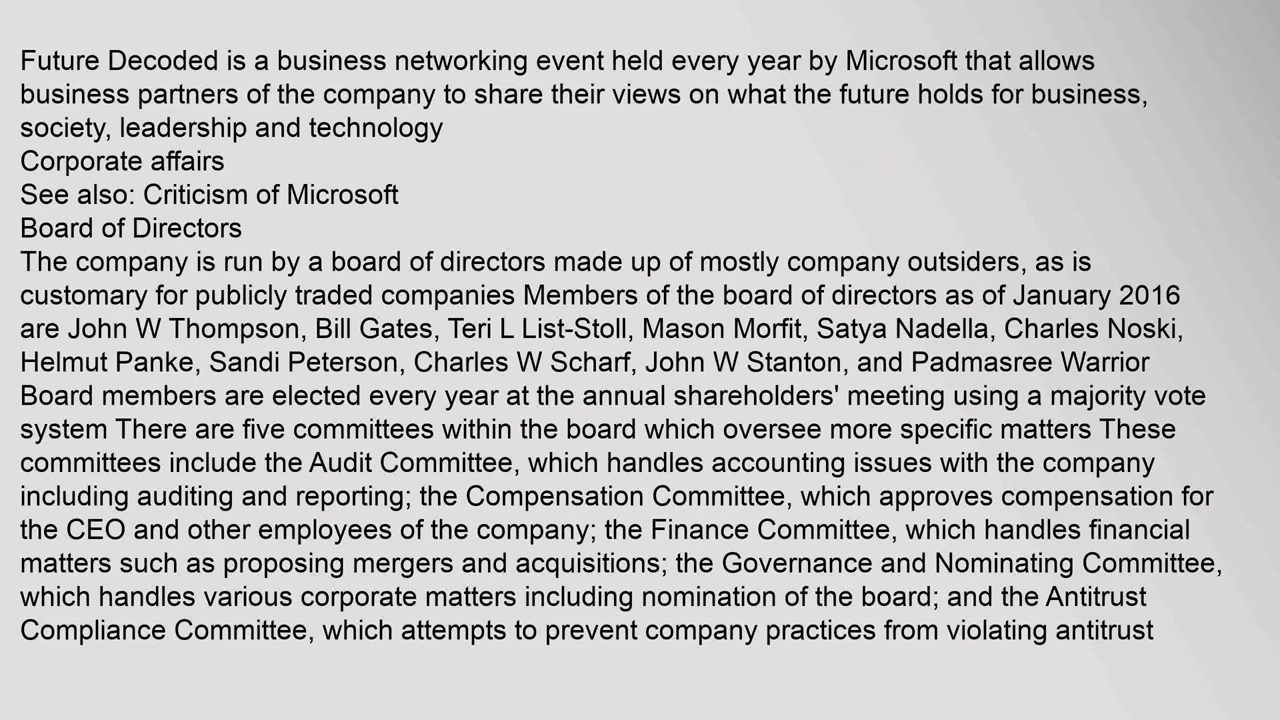 Future Decoded is a business networking event held every year by Microsoft that allows
business partners of the company to share their views on what the future holds for business,
society, leadership and technology
Corporate affairs
See also: Criticism of Microsoft
Board of Directors
The company is run by a board of directors made up of mostly company outsiders, as is
customary for publicly traded companies Members of the board of directors as of January 2016
are John W Thompson, Bill Gates, Teri L List-Stoll, Mason Morfit, Satya Nadella, Charles Noski,
Helmut Panke, Sandi Peterson, Charles W Scharf, John W Stanton, and Padmasree Warrior
Board members are elected every year at the annual shareholders' meeting using a majority vote
system There are five committees within the board which oversee more specific matters These
committees include the Audit Committee, which handles accounting issues with the company
including auditing and reporting; the Compensation Committee, which approves compensation for
the CEO and other employees of the company; the Finance Committee, which handles financial
matters such as proposing mergers and acquisitions; the Governance and Nominating Committee,
which handles various corporate matters including nomination of the board; and the Antitrust
Compliance Committee, which attempts to prevent company practices from violating antitrust